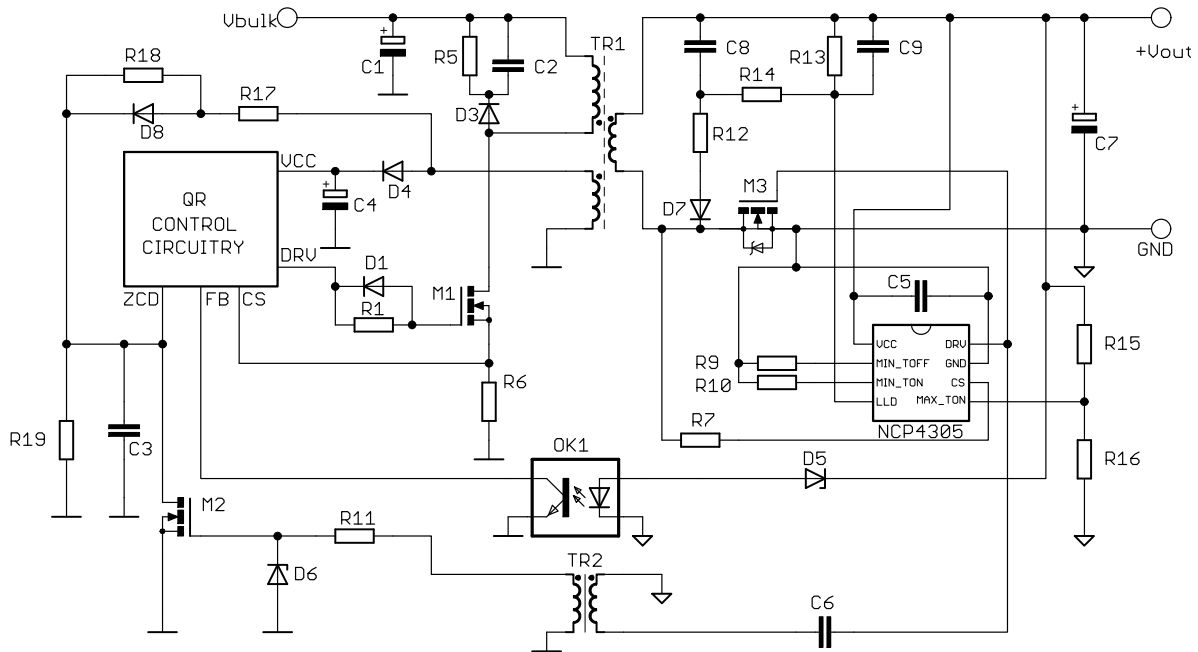 Vbulk
C1
R5
C2
TR1
C8
R13
C9
+Vout
R18
R14
D8
R17
D3
R12
C7
VCC
D4
C4
M3
D7
GND
QR
CONTROL
CIRCUITRY
DRV
D1
M1
C5
ZCD
FB
CS
R1
VCC
DRV
R15
R9
MIN_TOFF
GND
R6
R10
MIN_TON
CS
LLD
MAX_TON
R7
NCP4305
R19
C3
OK1
D5
R16
M2
R11
D6
TR2
C6